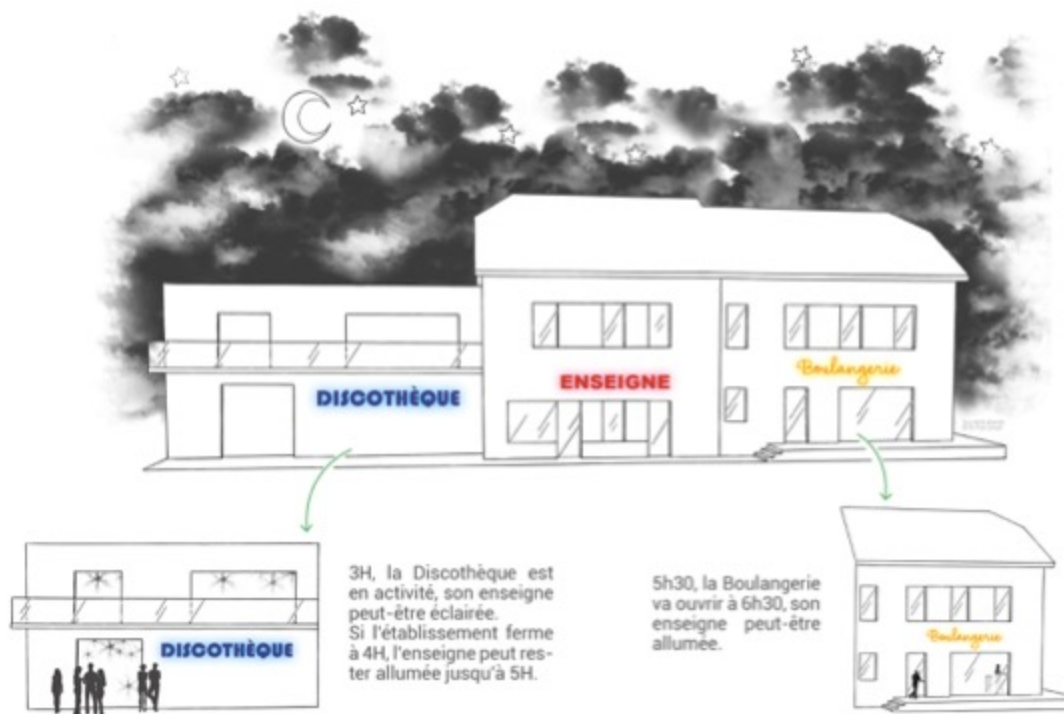 DISCOTHÈQUE
ENSEIGNE
Boulangerie
3H, la Discothèque est
en activité, son enseigne
peut-être éclairée.
Si l'établissement ferme
à 4H, l'enseigne peut res-
ter allumée jusqu'à 5H.
5h30, la Boulangerie
va ouvrir à 6h30, son
enseigne peut-être
allumée.
DISCOTHÈQUE
Boulangerie